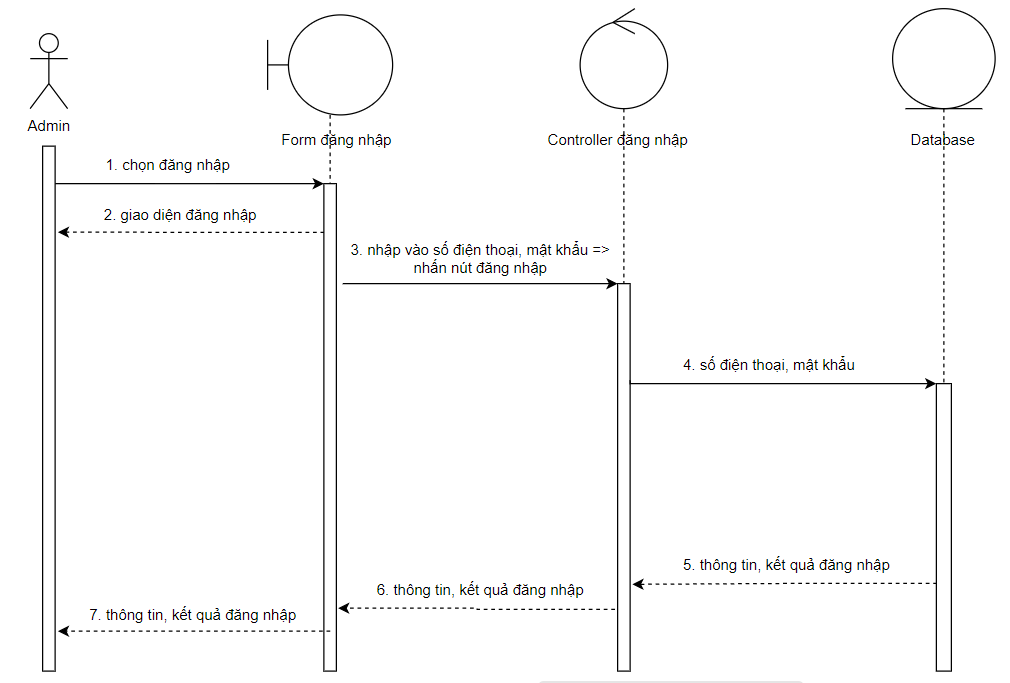 Admin
Form đăng nhập
Controller đăng nhập
Database
1. chọn đăng nhập
2. giao diện đăng nhập
3. nhập vào số điện thoại, mật khẩu =>
nhấn nút đăng nhập
4. số điện thoại, mật khẩu
5. thông tin, kết quả đăng nhập
6. thông tin, kết quả đăng nhập
7. thông tin, kết quả đăng nhập